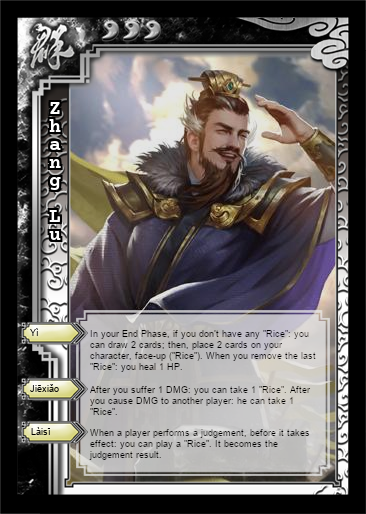 群
Zhang Lu
Yì
In your End Phase, if you don't have any "Rice": you
can draw 2 cards; then, place 2 cards on your
character, face-up ("Rice"). When you remove the last
"Rice": you heal 1 HP.
Jiēxiǎo
After you suffer 1 DMG: you can take 1 "Rice". After
you cause DMG to another player: he can take 1
"Rice".
Lǎisī
When a player performs a judgement, before it takes
effect: you can play a "Rice". It becomes the
judgement result.